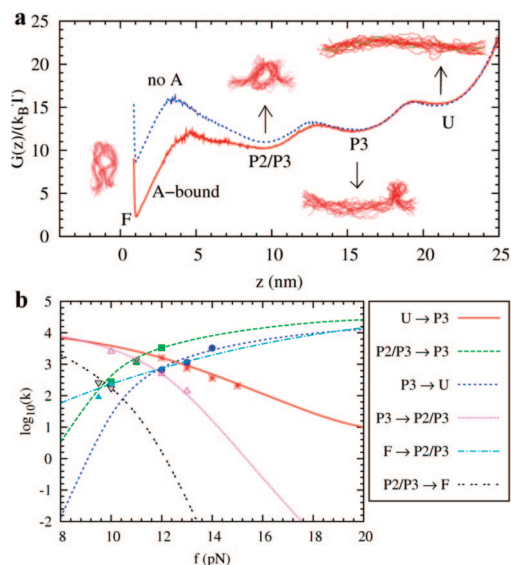 a
25
20
15
10
5
0
G(z)/(k_BT)
no A
A−bound
F
P2/P3
P3
U
0 5 10 15 20 25
z (nm)
b
4
3
2
1
0
-1
-2
log₁₀(k)
8 10 12 14 16 18 20
f (pN)
U → P3
P2/P3 → P3
P3 → U
P3 → P2/P3
F → P2/P3
P2/P3 → F